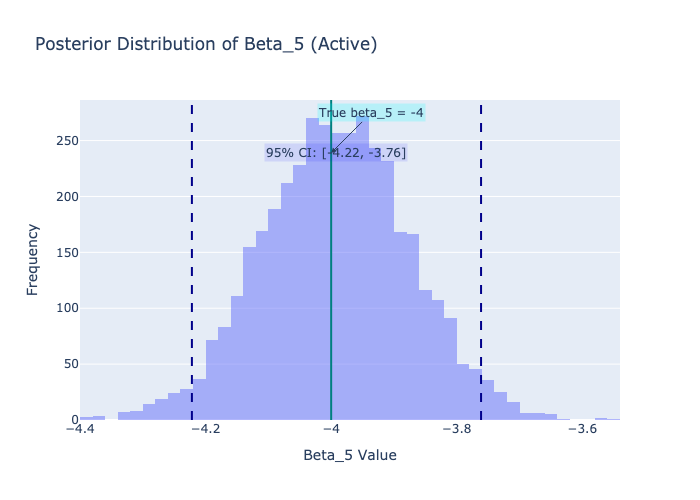 Posterior Distribution of Beta_5 (Active)
True beta_5 = -4
95% CI: [-4.22, -3.76]
250
200
150
100
50
0
Frequency
−4.4
−4.2
−4
−3.8
−3.6
Beta_5 Value